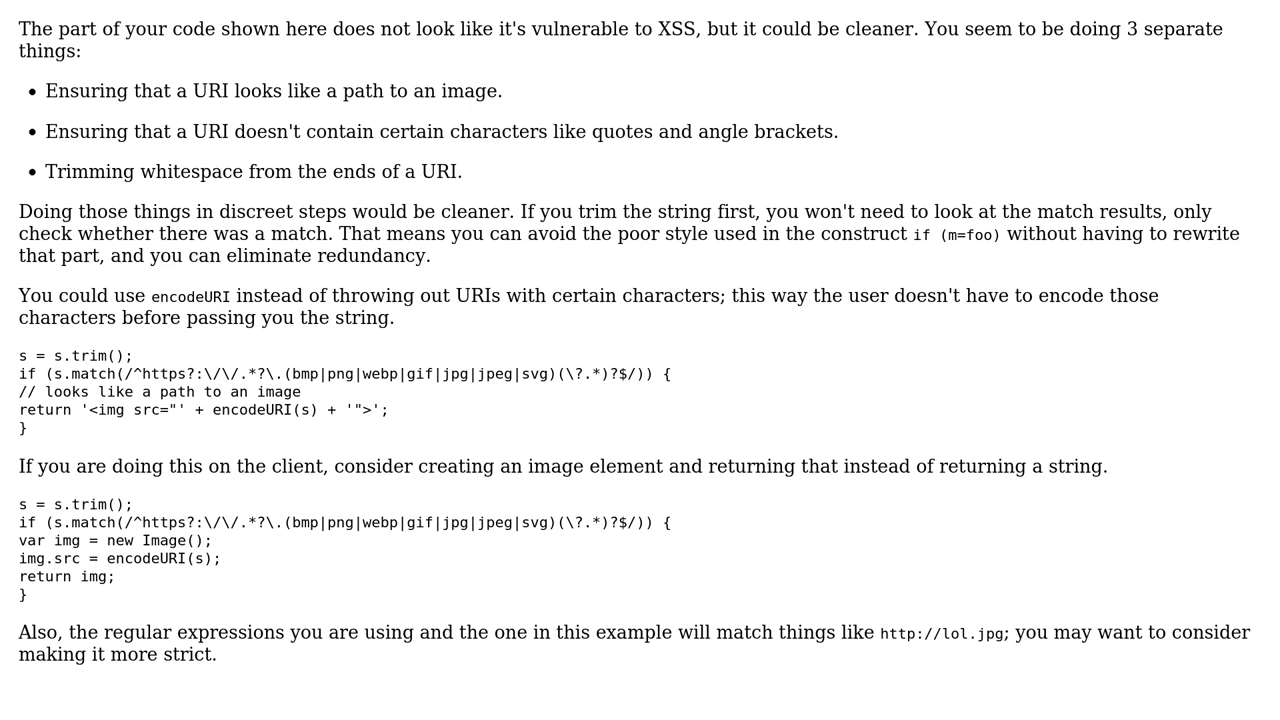 The part of your code shown here does not look like it's vulnerable to XSS, but it could be cleaner. You seem to be doing 3 separate
things:
• Ensuring that a URI looks like a path to an image.
• Ensuring that a URI doesn't contain certain characters like quotes and angle brackets.
• Trimming whitespace from the ends of a URI.
Doing those things in discreet steps would be cleaner. If you trim the string first, you won't need to look at the match results, only
check whether there was a match. That means you can avoid the poor style used in the construct if (m=foo) without having to rewrite
that part, and you can eliminate redundancy.
You could use encodeURI instead of throwing out URIs with certain characters; this way the user doesn't have to encode those
characters before passing you the string.
s = s.trim();
if (s.match(/^https?:\/\/.*?\.(bmp|png|webp|gif|jpg|jpeg|svg)(\?.*)?$/)) {
// looks like a path to an image
return '<img src="' + encodeURI(s) + '">';
}
If you are doing this on the client, consider creating an image element and returning that instead of returning a string.
s = s.trim();
if (s.match(/^https?:\/\/.*?\.(bmp|png|webp|gif|jpg|jpeg|svg)(\?.*)?$/)) {
var img = new Image();
img.src = encodeURI(s);
return img;
}
Also, the regular expressions you are using and the one in this example will match things like http://lol.jpg; you may want to consider
making it more strict.